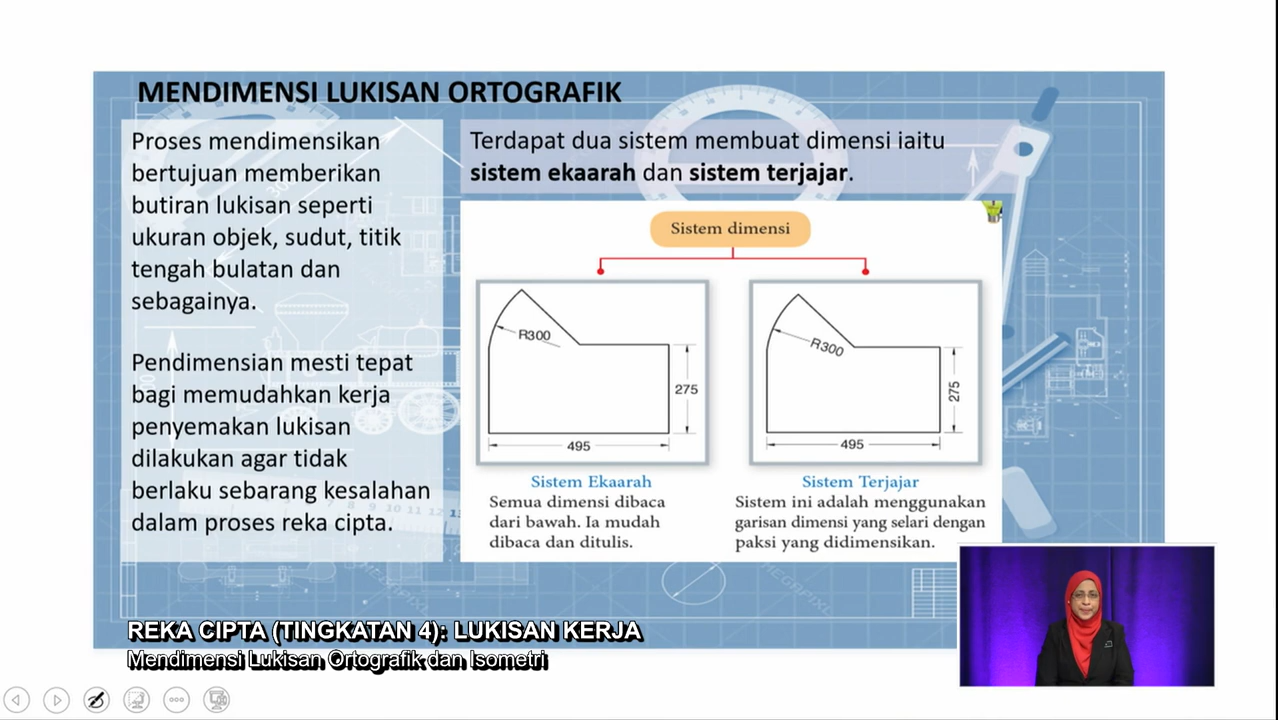 MENDIMENSI LUKISAN ORTOGRAFIK
Proses mendimensikan
bertujuan memberikan
butiran lukisan seperti
ukuran objek, sudut, titik
tengah bulatan dan
sebagainya.
Pendimensian mesti tepat
bagi memudahkan kerja
penyemakan lukisan
dilakukan agar tidak
berlaku sebarang kesalahan
dalam proses reka cipta.
Terdapat dua sistem membuat dimensi iaitu
sistem ekaarah dan sistem terjajar.
Sistem dimensi
R300
275
495
Sistem Ekaarah
Semua dimensi dibaca
dari bawah. Ia mudah
dibaca dan ditulis.
R300
275
495
Sistem Terjajar
Sistem ini adalah menggunakan
garisan dimensi yang selari dengan
paksi yang didimensikan.
REKA CIPTA (TINGKATAN 4): LUKISAN KERJA
Mendimensi Lukisan Ortografik dan Isometri